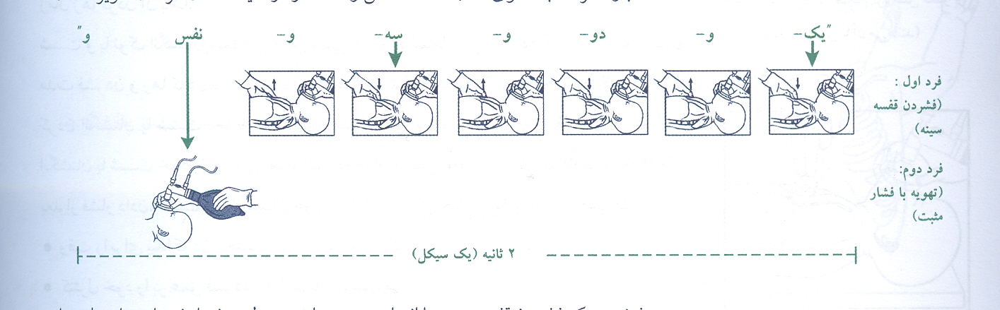 "یک- و- دو- و- سه- و- نفس و"
فرد اول :
(فشردن قفسه
سینه)
فرد دوم:
(تهویه با فشار
مثبت)
۲ ثانیه (یک سیکل)